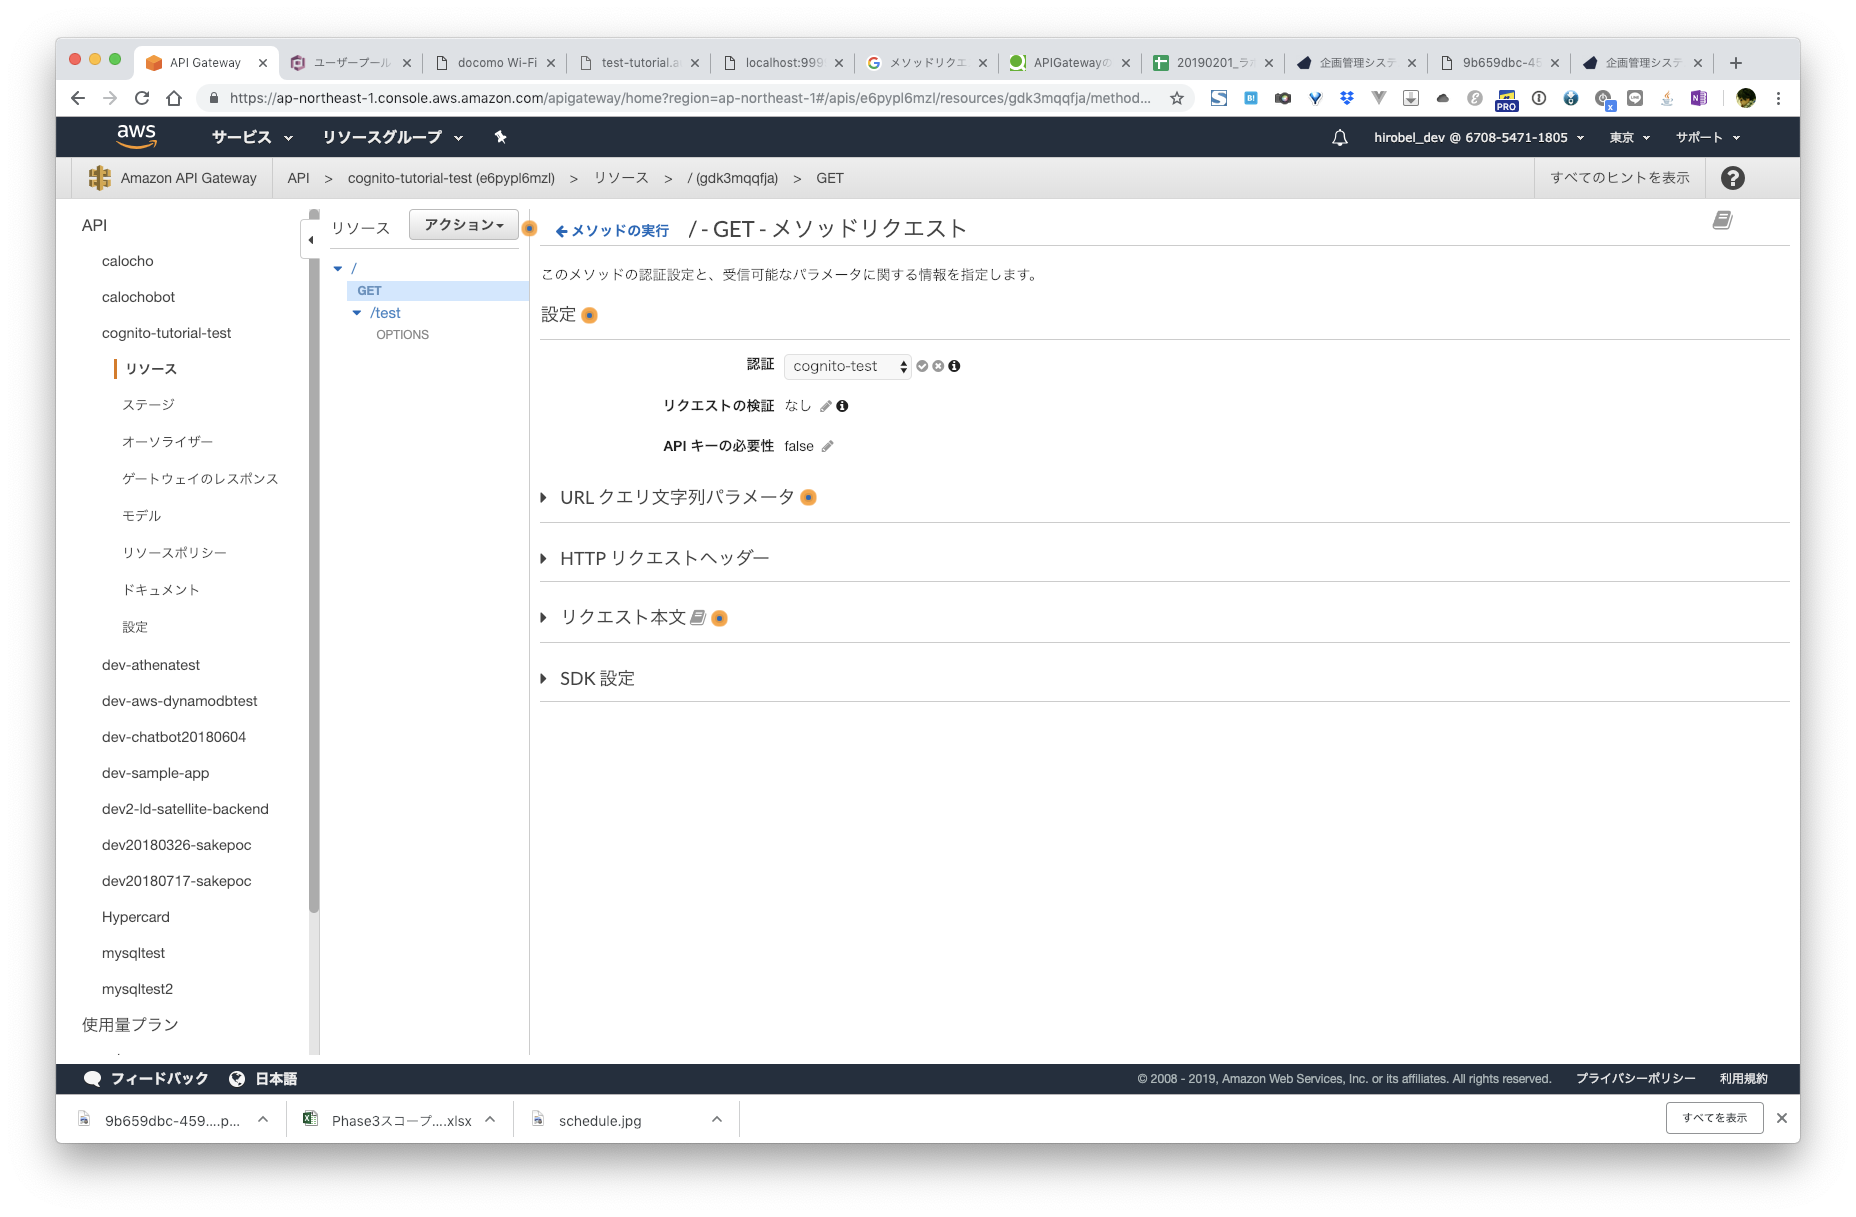 API Gateway
ユーザープール
docomo Wi-Fi
test-tutorial.a
localhost:999
メソッドリクエ
APIGatewayの
20190201_ラボ
企画管理システ
9b659dbc-45
企画管理システ
https://ap-northeast-1.console.aws.amazon.com/apigateway/home?region=ap-northeast-1#/apis/e6pypl6mzl/resources/gdk3mqqfja/method...
PRO
aws
サービス
リソースグループ
hirobel_dev @ 6708-5471-1805
東京
サポート
Amazon API Gateway
API > cognito-tutorial-test (e6pypl6mzl) > リソース > / (gdk3mqqfja) > GET
すべてのヒントを表示
API
calocho
calochobot
cognito-tutorial-test
リソース
ステージ
オーソライザー
ゲートウェイのレスポンス
モデル
リソースポリシー
ドキュメント
設定
dev-athenatest
dev-aws-dynamodbtest
dev-chatbot20180604
dev-sample-app
dev2-ld-satellite-backend
dev20180326-sakepoc
dev20180717-sakepoc
Hypercard
mysqltest
mysqltest2
使用量プラン
リソース
アクション
/
GET
/test
OPTIONS
メソッドの実行
/ - GET - メソッドリクエスト
このメソッドの認証設定と、受信可能なパラメータに関する情報を指定します。
設定
認証 cognito-test
リクエストの検証 なし
API キーの必要性 false
URL クエリ文字列パラメータ
HTTP リクエストヘッダー
リクエスト本文
SDK 設定
フィードバック
日本語
© 2008 - 2019, Amazon Web Services, Inc. or its affiliates. All rights reserved.
プライバシーポリシー
利用規約
9b659dbc-459....p...
Phase3スコープ....xlsx
schedule.jpg
すべてを表示